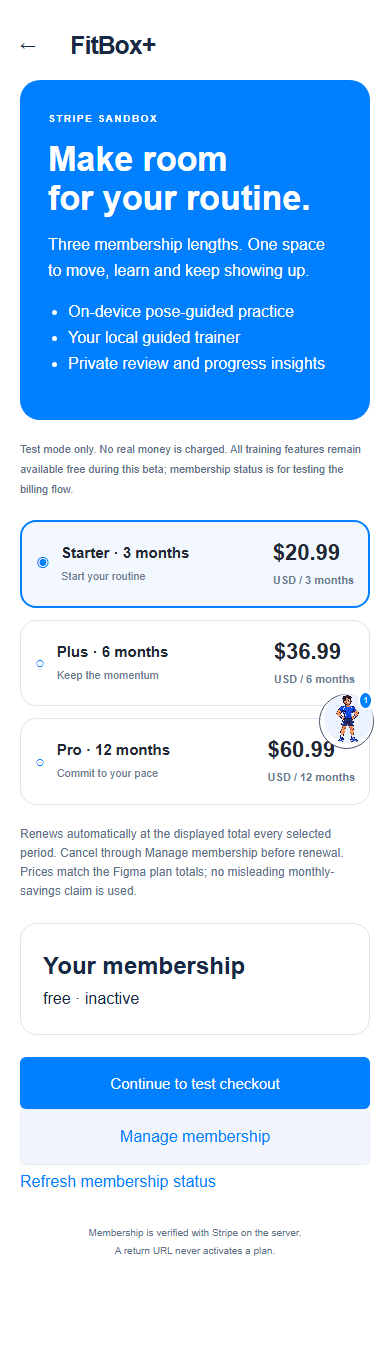 ← FitBox+
STRIPE SANDBOX
Make room
for your routine.
Three membership lengths. One space
to move, learn and keep showing up.
• On-device pose-guided practice
• Your local guided trainer
• Private review and progress insights
Test mode only. No real money is charged. All training features remain
available free during this beta; membership status is for testing the
billing flow.
Starter · 3 months
Start your routine
$20.99
USD / 3 months
Plus · 6 months
Keep the momentum
$36.99
USD / 6 months
1
Pro · 12 months
Commit to your pace
$60.99
USD / 12 months
Renews automatically at the displayed total every selected
period. Cancel through Manage membership before renewal.
Prices match the Figma plan totals; no misleading monthly-
savings claim is used.
Your membership
free · inactive
Continue to test checkout
Manage membership
Refresh membership status
Membership is verified with Stripe on the server.
A return URL never activates a plan.